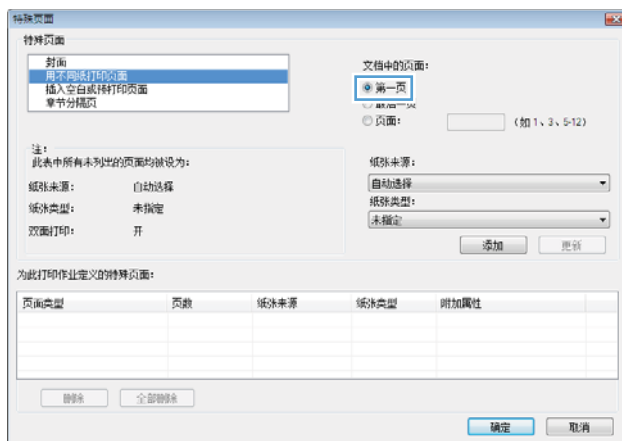 特殊页面
特殊页面
封面
用不同纸打印页面
插入空白或预打印页面
章节分隔页
文档中的页面:
第一页
最后一页
页面:
(如 1、3、5-12)
注:
此表中所有未列出的页面均被设为:
纸张来源: 自动选择
纸张类型: 未指定
双面打印: 开
纸张来源:
自动选择
纸张类型:
未指定
添加 更新
为此打印作业定义的特殊页面:
页面类型 页数 纸张来源 纸张类型 附加属性
删除 全部删除
确定 取消